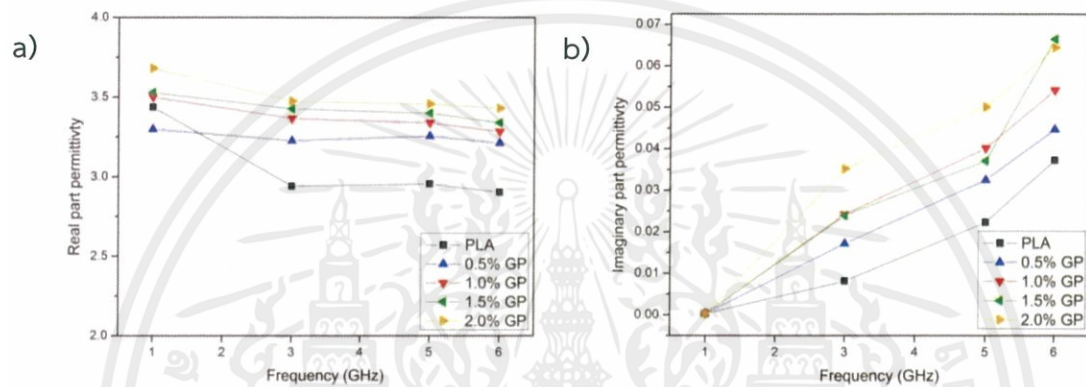 a)
Real part permittivity
4.0
3.5
3.0
2.5
2.0
1
2
3
4
5
6
Frequency (GHz)
PLA
0.5% GP
1.0% GP
1.5% GP
2.0% GP
b)
Imaginary part permittivty
0.07
0.06
0.05
0.04
0.03
0.02
0.01
0.00
1
2
3
4
5
6
Frequency (GHz)
PLA
0.5% GP
1.0% GP
1.5% GP
2.0% GP